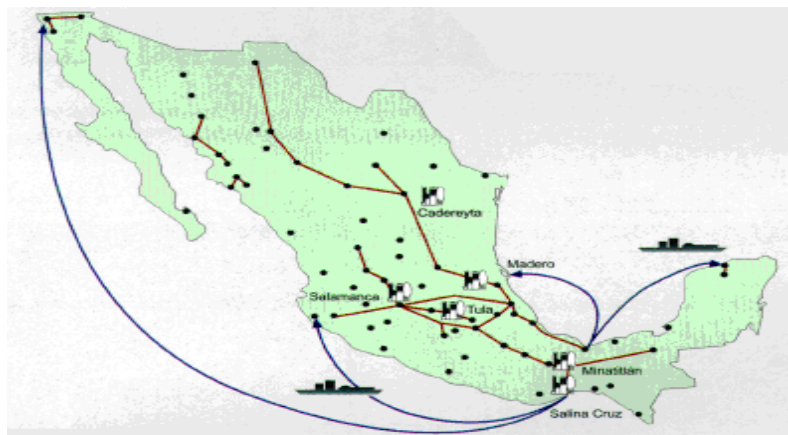 Cadereyta
Madero
Salamanca
Tula
Minatitlán
Salina Cruz